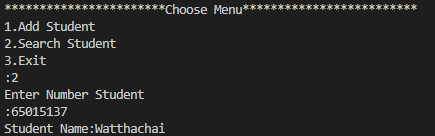 ***********************Choose Menu*************************
1.Add Student
2.Search Student
3.Exit
:2
Enter Number Student
:65015137
Student Name:Watthachai